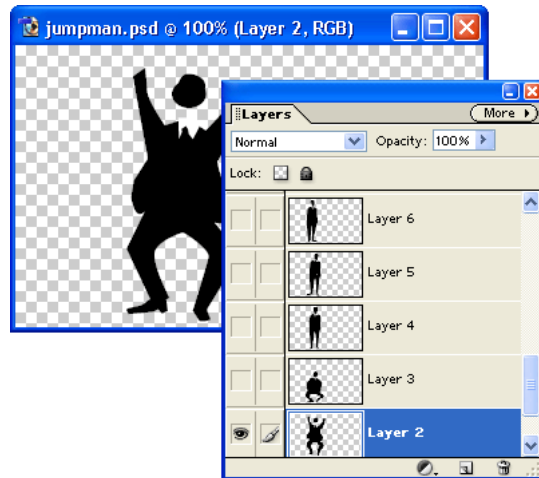 jumpman.psd @ 100% (Layer 2, RGB)
Layers
More
Normal
Opacity: 100%
Lock:
Layer 6
Layer 5
Layer 4
Layer 3
Layer 2